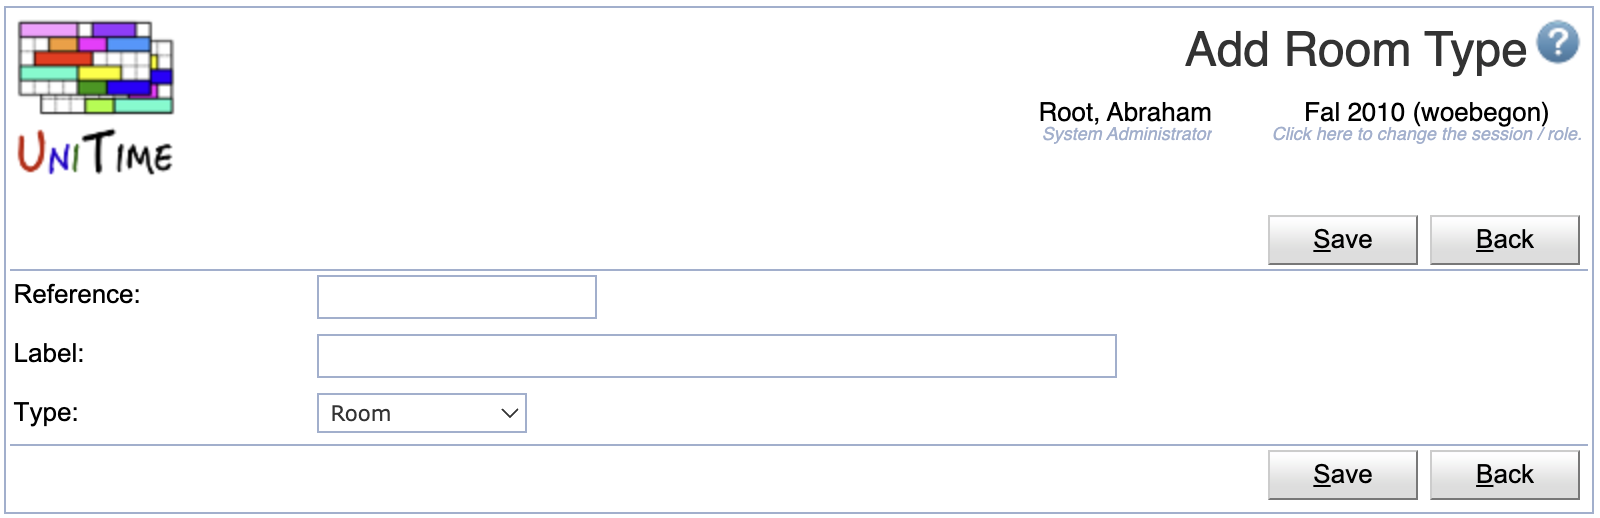 UNITIME
Add Room Type ?
Root, Abraham
System Administrator
Fal 2010 (woebegon)
Click here to change the session / role.
Save Back
Reference:
Label:
Type: Room
Save Back